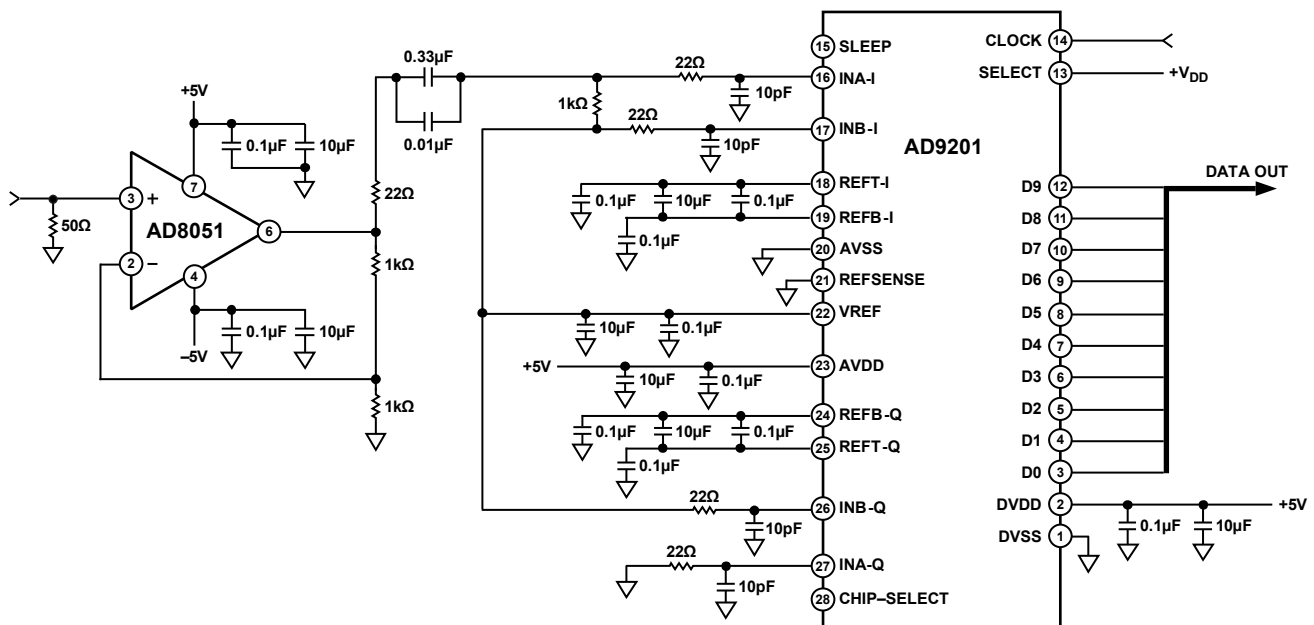 +5V
0.1µF
10µF
3
+
50Ω
AD8051
7
6
2
−
4
–5V
0.1µF
10µF
22Ω
1kΩ
1kΩ
0.33µF
0.01µF
1kΩ
22Ω
10pF
22Ω
10pF
0.1µF
10µF
0.1µF
0.1µF
10µF
0.1µF
+5V
10µF
0.1µF
0.1µF
10µF
0.1µF
0.1µF
22Ω
10pF
22Ω
10pF
15 SLEEP
16 INA-I
17 INB-I
18 REFT-I
19 REFB-I
20 AVSS
21 REFSENSE
22 VREF
23 AVDD
24 REFB-Q
25 REFT-Q
26 INB-Q
27 INA-Q
28 CHIP–SELECT
AD9201
CLOCK 14
SELECT 13
+VDD
DATA OUT
D9 12
D8 11
D7 10
D6 9
D5 8
D4 7
D3 6
D2 5
D1 4
D0 3
DVDD 2
+5V
DVSS 1
0.1µF
10µF